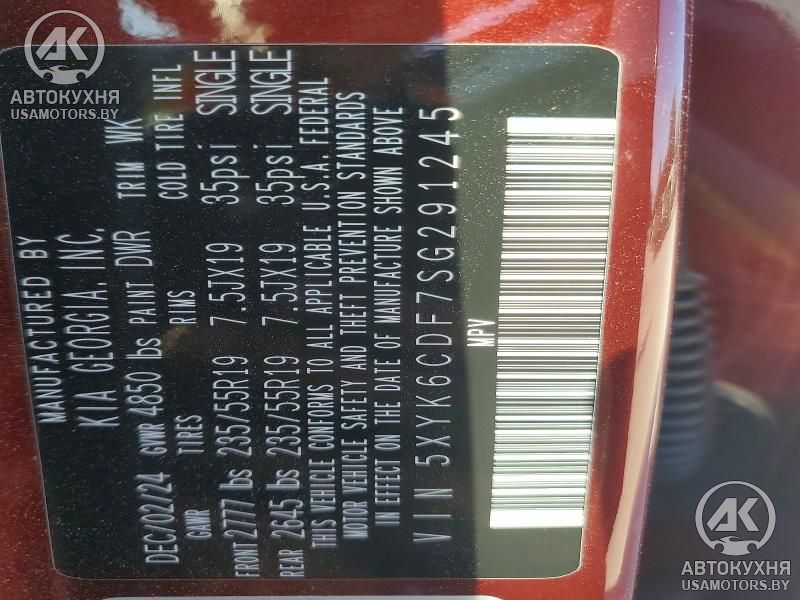 AK
АВТОКУХНЯ
USAMOTORS.BY
MANUFACTURED BY
KIA GEORGIA, INC.
DEC/02/24 GVWR 4850 lbs PAINT DWR TRIM WK
GAWR TIRES RIMS COLD TIRE INFL
FRONT 2777 lbs 235/55R19 7.5JX19 35psi SINGLE
REAR 2645 lbs 235/55R19 7.5JX19 35psi SINGLE
THIS VEHICLE CONFORMS TO ALL APPLICABLE U.S.A. FEDERAL
MOTOR VEHICLE SAFETY AND THEFT PREVENTION STANDARDS
IN EFFECT ON THE DATE OF MANUFACTURE SHOWN ABOVE
VIN 5XYK6CDF7SG291245
MPV
AK
АВТОКУХНЯ
USAMOTORS.BY